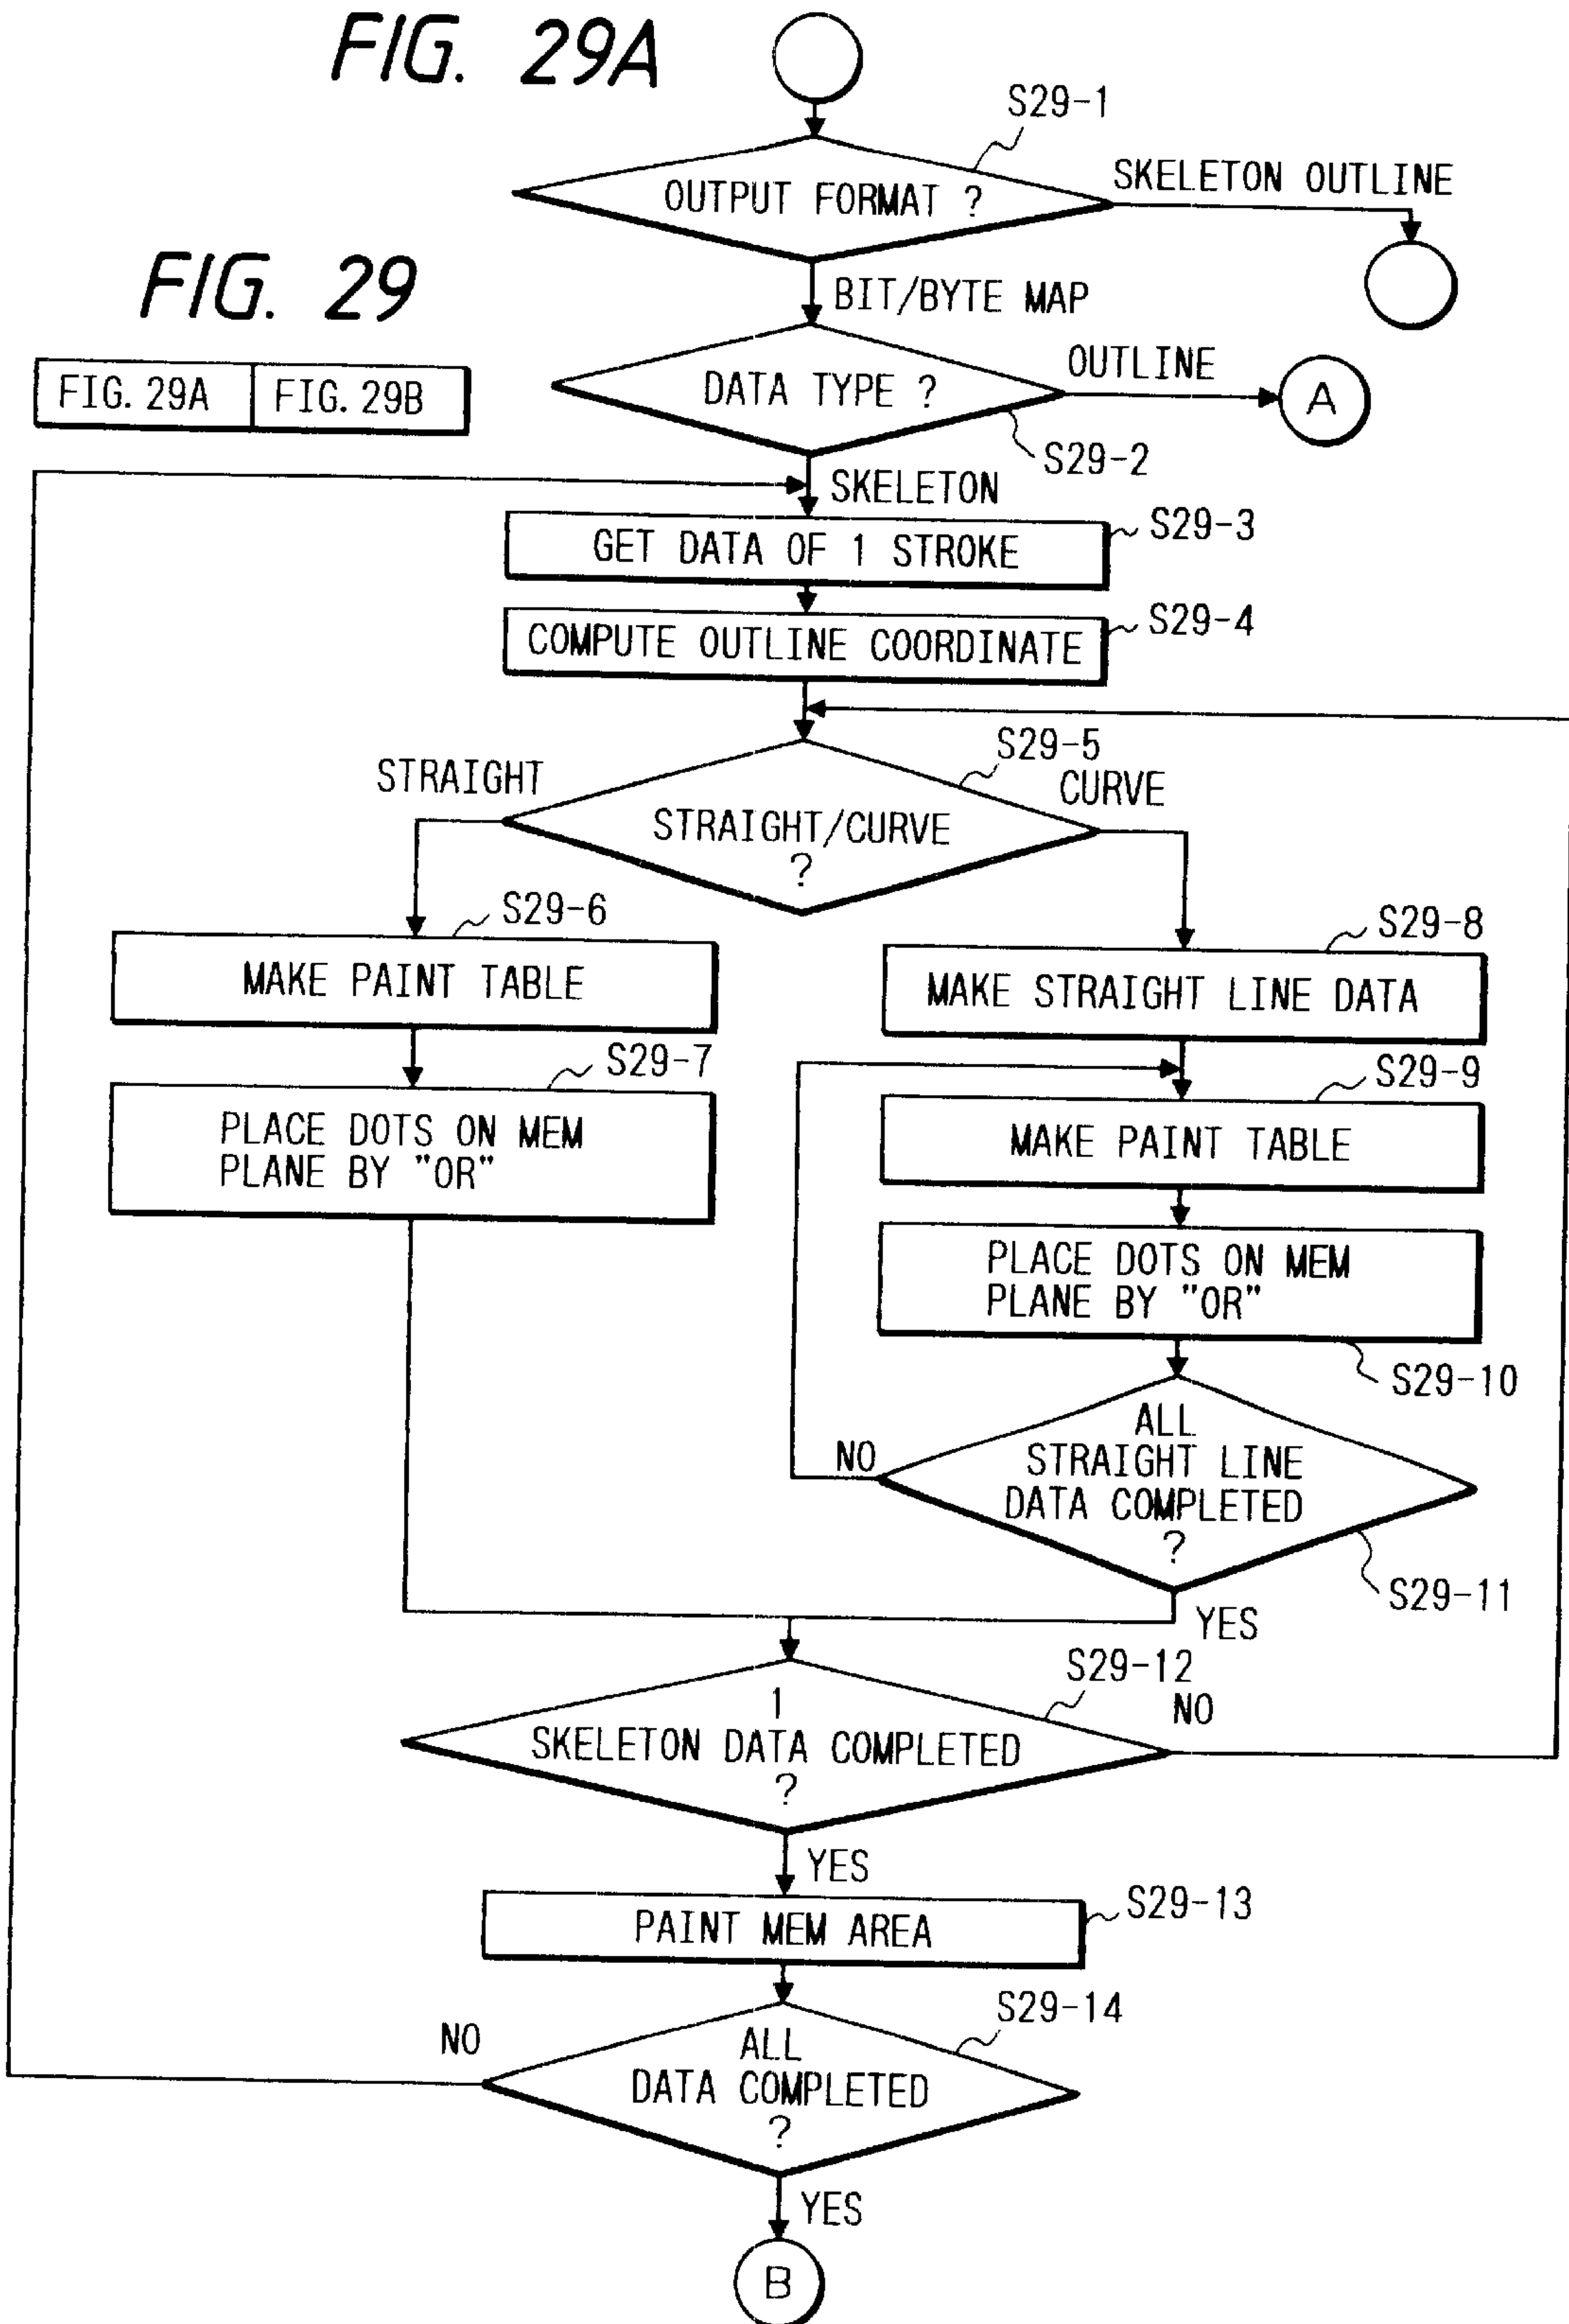 FIG. 29A
S29-1
OUTPUT FORMAT ?
SKELETON OUTLINE
FIG. 29
BIT/BYTE MAP
FIG. 29A
FIG. 29B
DATA TYPE ?
OUTLINE
A
S29-2
SKELETON
S29-3
GET DATA OF 1 STROKE
S29-4
COMPUTE OUTLINE COORDINATE
S29-5
STRAIGHT
CURVE
STRAIGHT/CURVE
?
S29-6
MAKE PAINT TABLE
S29-7
PLACE DOTS ON MEM
PLANE BY "OR"
S29-8
MAKE STRAIGHT LINE DATA
S29-9
MAKE PAINT TABLE
PLACE DOTS ON MEM
PLANE BY "OR"
S29-10
ALL
STRAIGHT LINE
DATA COMPLETED
?
NO
S29-11
YES
S29-12
1
SKELETON DATA COMPLETED
?
NO
YES
S29-13
PAINT MEM AREA
S29-14
NO
ALL
DATA COMPLETED
?
YES
B